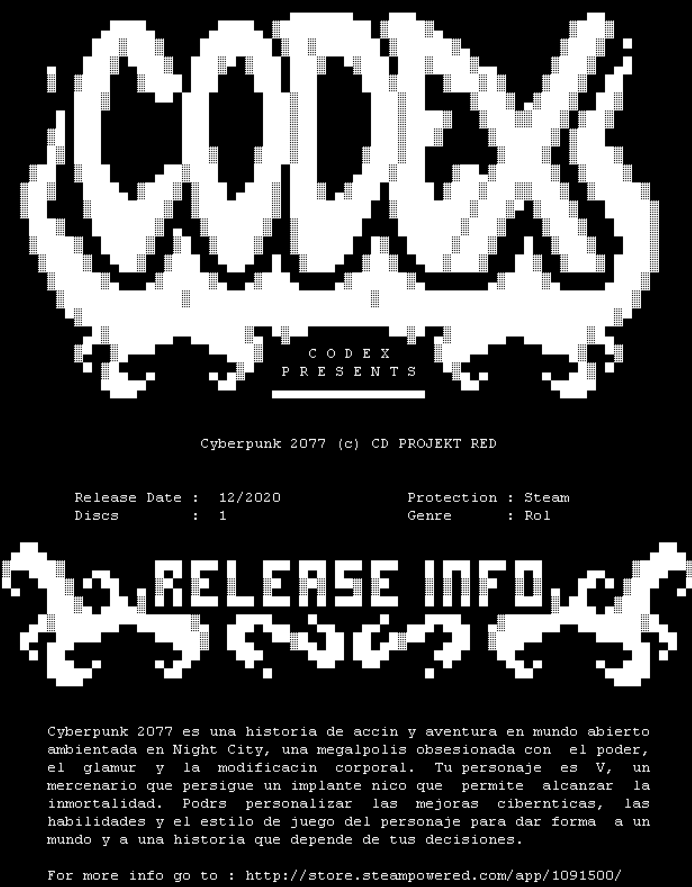 CODEX
CODEX
PRESENTS
Cyberpunk 2077 (c) CD PROJEKT RED
Release Date : 12/2020 Protection : Steam
Discs : 1 Genre : Rol
RELEASE INFO
Cyberpunk 2077 es una historia de accin y aventura en mundo abierto
ambientada en Night City, una megalpolis obsesionada con el poder,
el glamur y la modificacin corporal. Tu personaje es V, un
mercenario que persigue un implante nico que permite alcanzar la
inmortalidad. Podrs personalizar las mejoras cibernticas, las
habilidades y el estilo de juego del personaje para dar forma a un
mundo y a una historia que depende de tus decisiones.
For more info go to : http://store.steampowered.com/app/1091500/